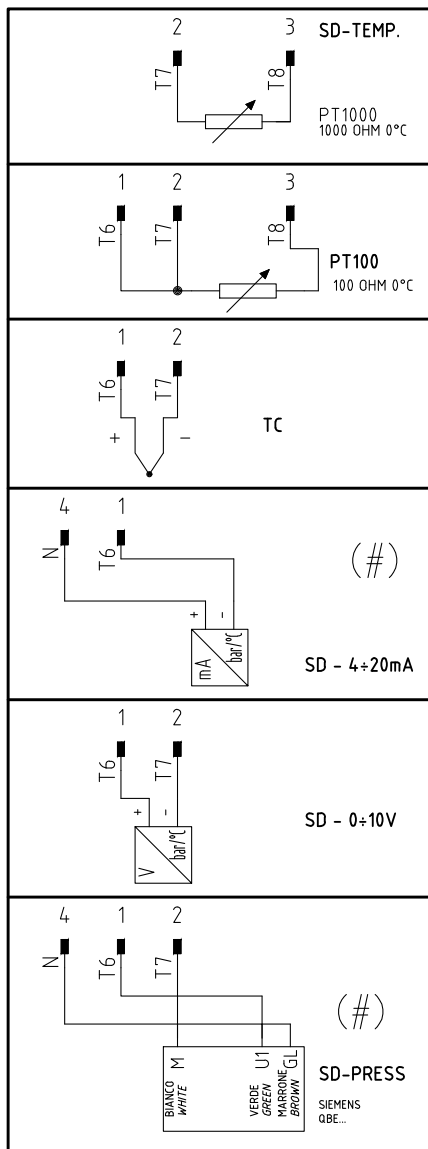 2 3 SD-TEMP.
T7 T8
PT1000
1000 OHM 0°C
1 2 3
T6 T7 T8
PT100
100 OHM 0°C
1 2
T6 T7
+ -
TC
4 1
N T6
(#)
+ -
mA bar/°C
SD - 4÷20mA
1 2
T6 T7
+ -
V bar/°C
SD - 0÷10V
4 1 2
N T6 T7
(#)
M U1 GL
BIANCO
WHITE
VERDE
GREEN
MARRONE
BROWN
SD-PRESS
SIEMENS
QBE...